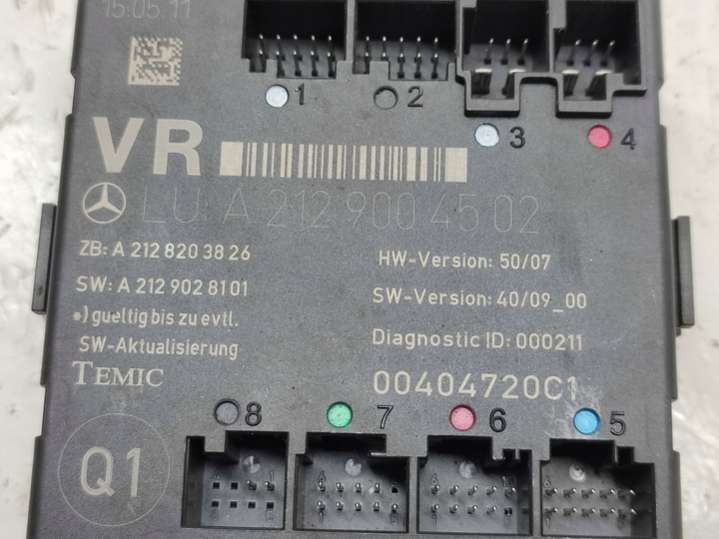 15.05.11
1 2 3 4
VR
LU: A 212 900 45 02
ZB: A 212 820 38 26
HW-Version: 50/07
SW: A 212 902 81 01
SW-Version: 40/09_00
*) gueltig bis zu evtl.
SW-Aktualisierung
Diagnostic ID: 000211
TEMIC
00404720C1
8 7 6 5
Q1